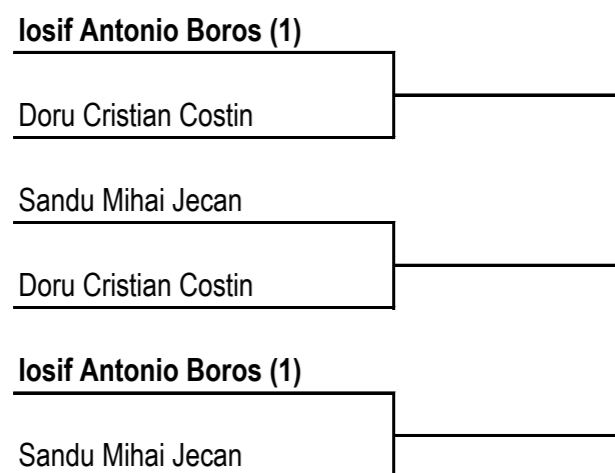 Iosif Antonio Boros (1)
Doru Cristian Costin
Sandu Mihai Jecan
Doru Cristian Costin
Iosif Antonio Boros (1)
Sandu Mihai Jecan